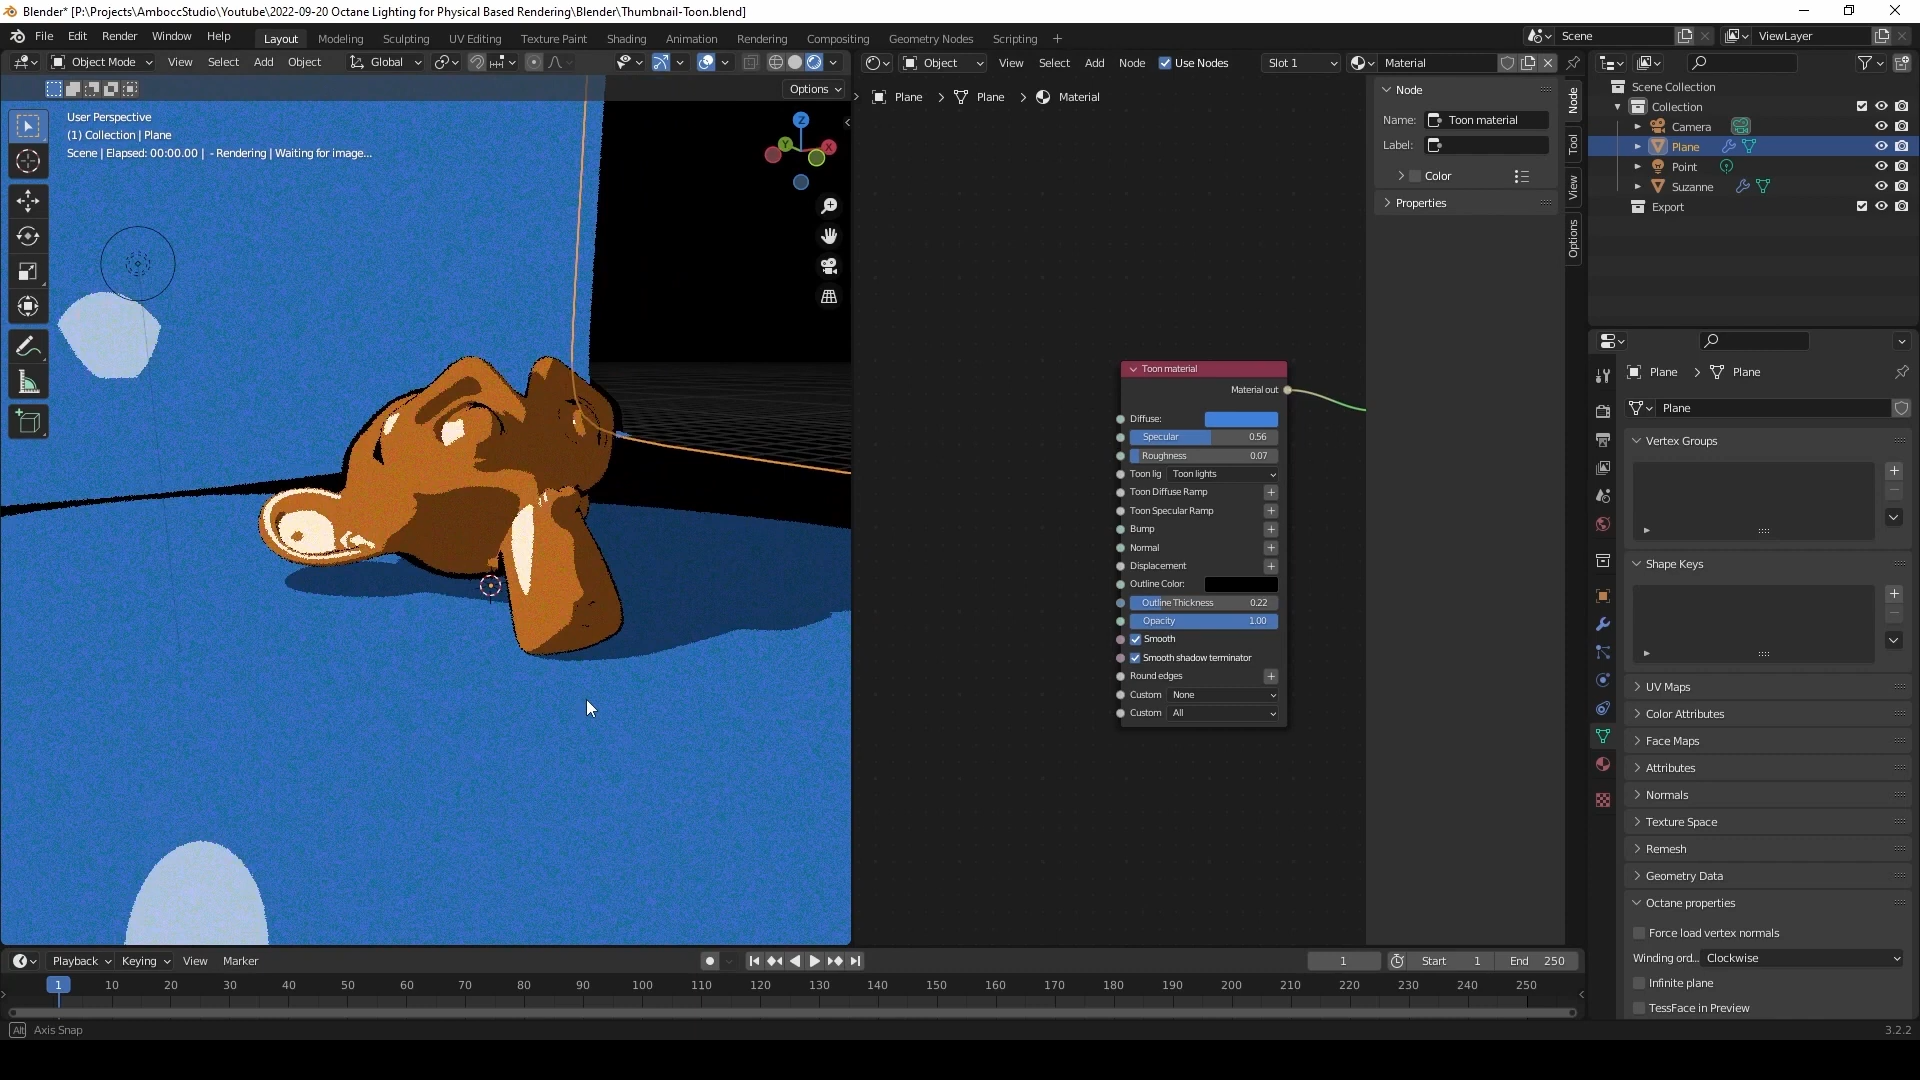 Blender* [P:\Projects\AmboccStudio\Youtube\2022-09-20 Octane Lighting for Physical Based Rendering\Blender\Thumbnail-Toon.blend]
File Edit Render Window Help Layout Modeling Sculpting UV Editing Texture Paint Shading Animation Rendering Compositing Geometry Nodes Scripting + Scene ViewLayer
Object Mode View Select Add Object Global Object View Select Add Node Use Nodes Slot 1 Material
Options
Plane > Plane > Material
User Perspective
(1) Collection | Plane
Scene | Elapsed: 00:00.00 | - Rendering | Waiting for image...
Z
Y
X
Toon material
Material out
Diffuse:
Specular 0.56
Roughness 0.07
Toon lig Toon lights
Toon Diffuse Ramp
Toon Specular Ramp
Bump
Normal
Displacement
Outline Color:
Outline Thickness 0.22
Opacity 1.00
Smooth
Smooth shadow terminator
Round edges
Custom None
Custom All
Node
Name: Toon material
Label:
Color
Properties
Node
Tool
View
Options
Scene Collection
Collection
Camera
Plane
Point
Suzanne
Export
Plane > Plane
Plane
Vertex Groups
Shape Keys
UV Maps
Color Attributes
Face Maps
Attributes
Normals
Texture Space
Remesh
Geometry Data
Octane properties
Force load vertex normals
Winding ord... Clockwise
Infinite plane
TessFace in Preview
Playback Keying View Marker 1 Start 1 End 250
1 10 20 30 40 50 60 70 80 90 100 110 120 130 140 150 160 170 180 190 200 210 220 230 240 250
Alt Axis Snap
3.2.2